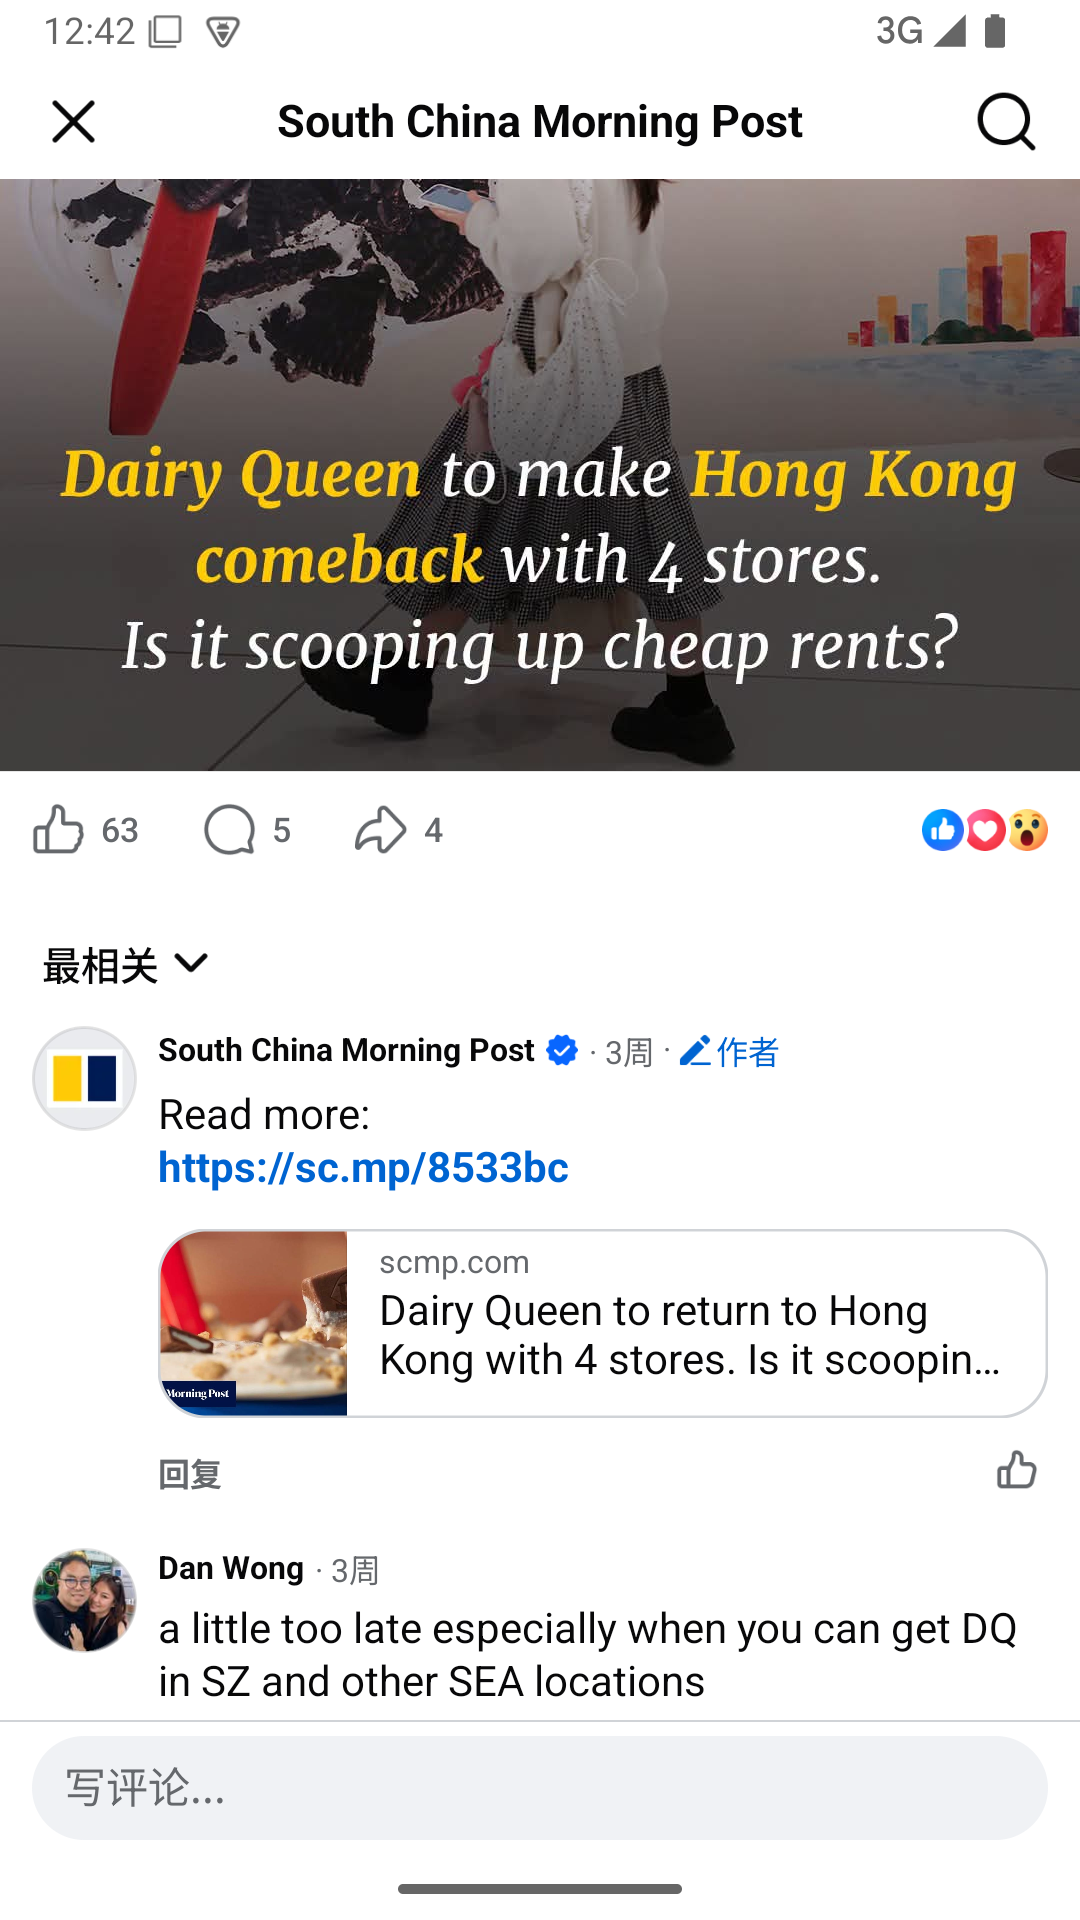 12:42
3G
South China Morning Post
Dairy Queen to make Hong Kong
comeback with 4 stores.
Is it scooping up cheap rents?
63
5
4
最相关
South China Morning Post · 3周 · 作者
Read more:
https://sc.mp/8533bc
scmp.com
Dairy Queen to return to Hong
Kong with 4 stores. Is it scoopin...
Morning Post
回复
Dan Wong · 3周
a little too late especially when you can get DQ
in SZ and other SEA locations
写评论...